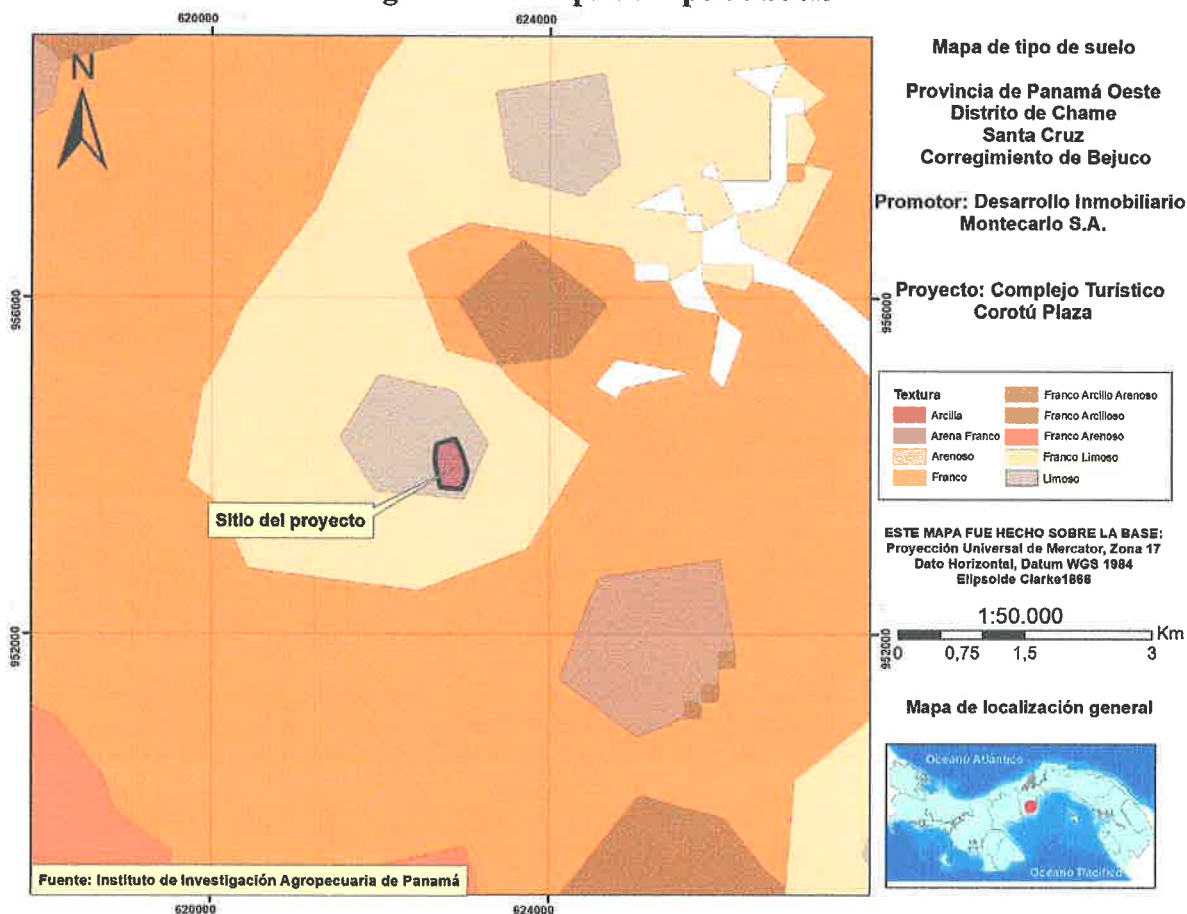 620000
624000
N
956000
956000
952000
952000
Sitio del proyecto
Fuente: Instituto de Investigación Agropecuaria de Panamá
620000
624000
Mapa de tipo de suelo
Provincia de Panamá Oeste
Distrito de Chame
Santa Cruz
Corregimiento de Bejuco
Promotor: Desarrollo Inmobiliario
Montecarlo S.A.
Proyecto: Complejo Turístico
Corotú Plaza
Textura
Arcilla
Arena Franco
Arenoso
Franco
Franco Arcillo Arenoso
Franco Arcilloso
Franco Arenoso
Franco Limoso
Limoso
ESTE MAPA FUE HECHO SOBRE LA BASE:
Proyección Universal de Mercator, Zona 17
Dato Horizontal, Datum WGS 1984
Elipsoide Clarke1866
1:50.000
Km
0 0,75 1,5 3
Mapa de localización general
Oceano Atlántico
Oceano Pacifico